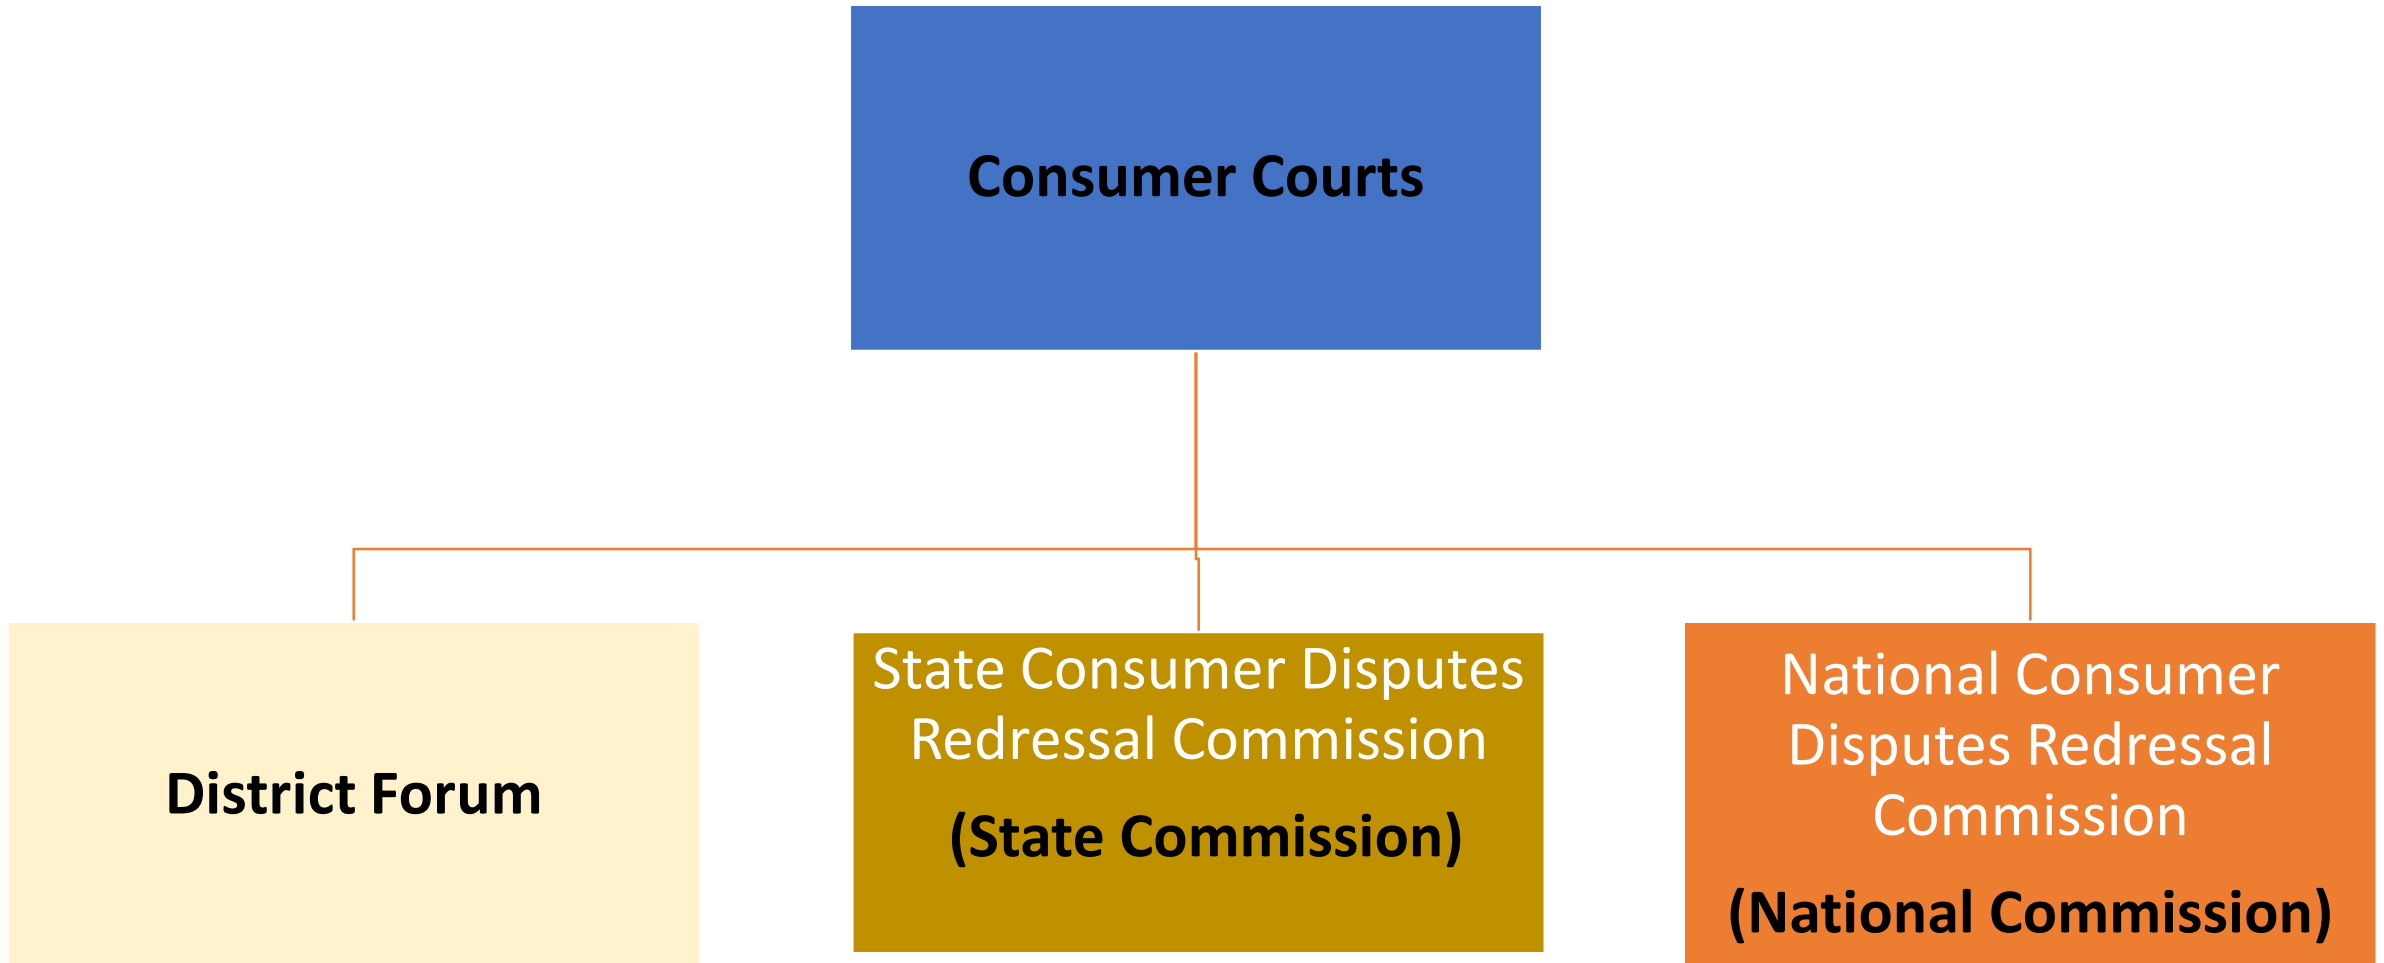 Consumer Courts
District Forum
State Consumer Disputes
Redressal Commission
(State Commission)
National Consumer
Disputes Redressal
Commission
(National Commission)